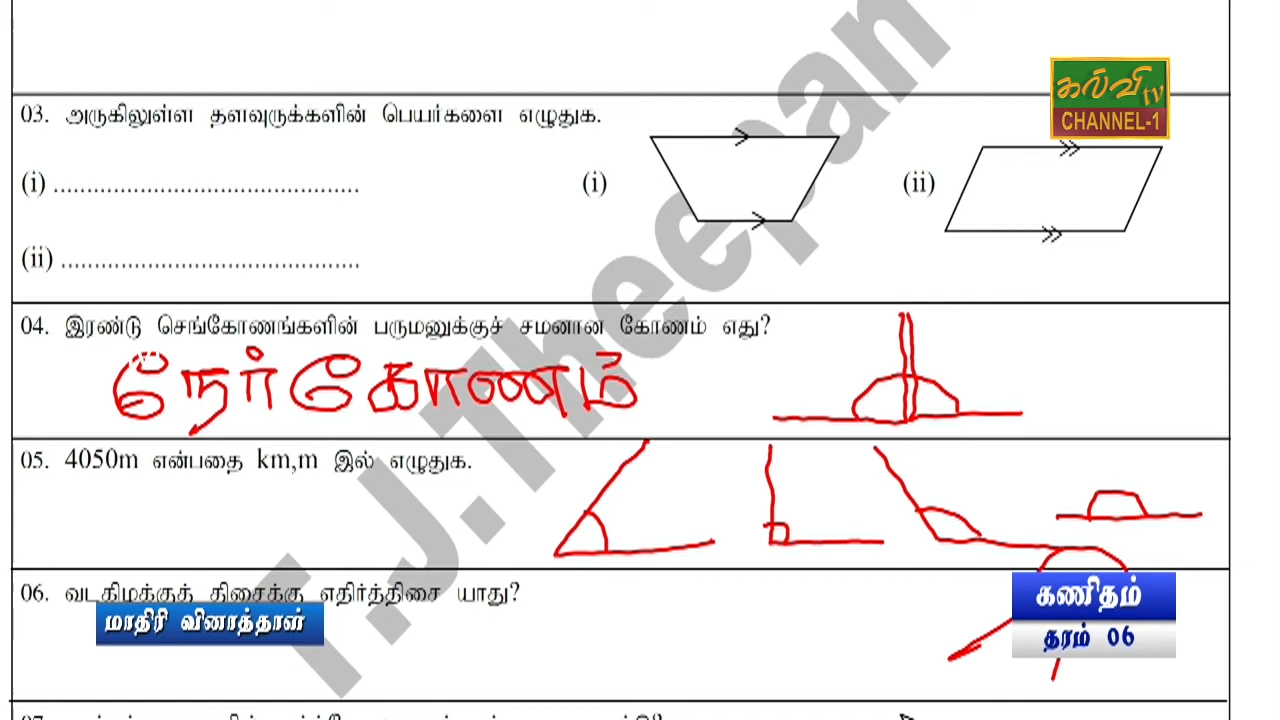 கல்வி tv
CHANNEL-1
03. அருகிலுள்ள தளவுருக்களின் பெயர்களை எழுதுக.
(i) ............................................. (i) (ii)
(ii) .............................................
04. இரண்டு செங்கோணங்களின் பருமனுக்குச் சமனான கோணம் எது?
நேர்கோணம்
05. 4050m என்பதை km,m இல் எழுதுக.
06. வடகிழக்குத் திசைக்கு எதிர்த்திசை யாது?
மாதிரி வினாத்தாள்
கணிதம்
தரம் 06
T.J.Theepan
07.